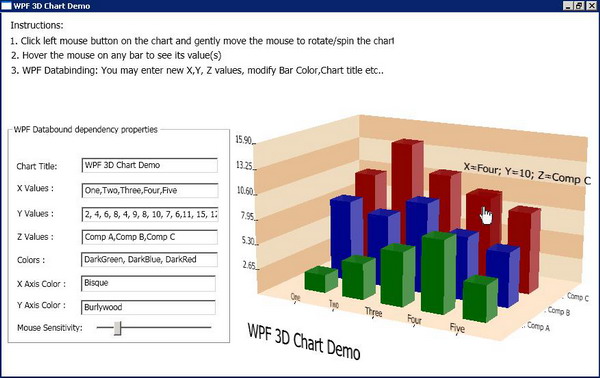 WPF 3D Chart Demo
Instructions:
1. Click left mouse button on the chart and gently move the mouse to rotate/spin the chart
2. Hover the mouse on any bar to see its value(s)
3. WPF Databinding: You may enter new X,Y, Z values, modify Bar Color,Chart title etc..
WPF Databound dependency properties
Chart Title: WPF 3D Chart Demo
X Values : One,Two,Three,Four,Five
Y Values : 2, 4, 6, 8, 4, 9, 8, 10, 7, 6,11, 15, 12
Z Values : Comp A,Comp B,Comp C
Colors : DarkGreen, DarkBlue, DarkRed
X Axis Color : Bisque
Y Axis Color : Burlywood
Mouse Sensitivity:
15.90
13.25
10.60
7.95
5.30
2.65
X=Four; Y=10; Z=Comp C
One
Two
Three
Four
Five
Comp A
Comp B
Comp C
WPF 3D Chart Demo